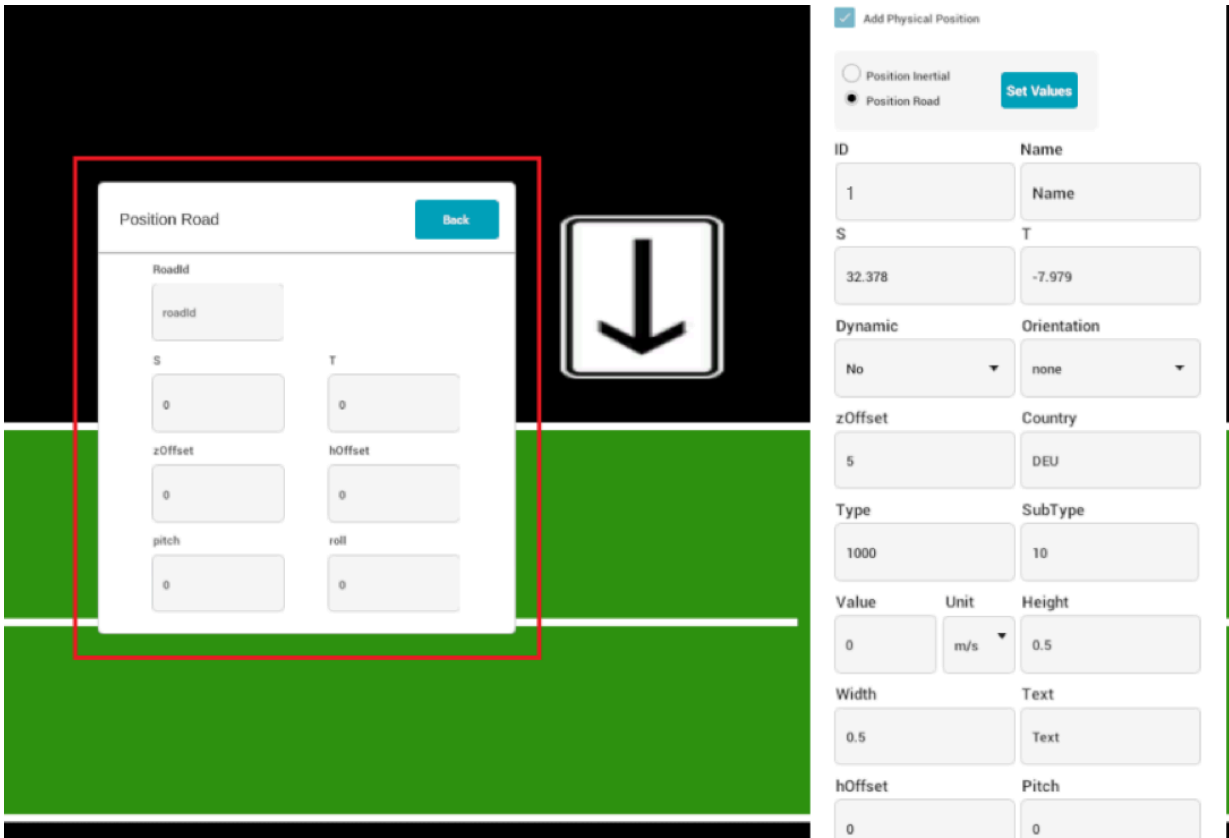 Add Physical Position
Position Inertial
Position Road
Set Values
ID Name
1 Name
S T
32.378 -7.979
Dynamic Orientation
No none
zOffset Country
5 DEU
Type SubType
1000 10
Value Unit Height
0 m/s 0.5
Width Text
0.5 Text
hOffset Pitch
0 0
Position Road Back
RoadId
roadId
S T
0 0
zOffset hOffset
0 0
pitch roll
0 0